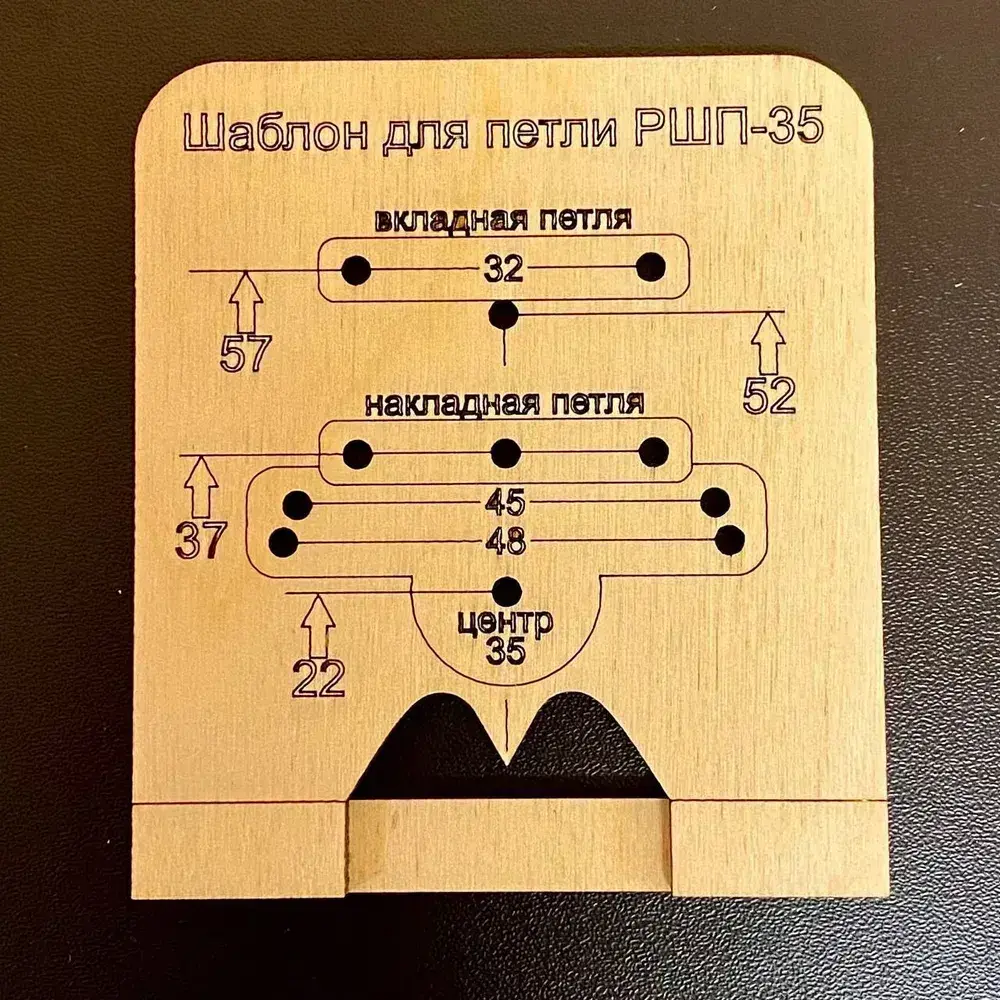 Шаблон для петли РШП-35
вкладная петля
32
57
52
накладная петля
45
37
48
центр
35
22